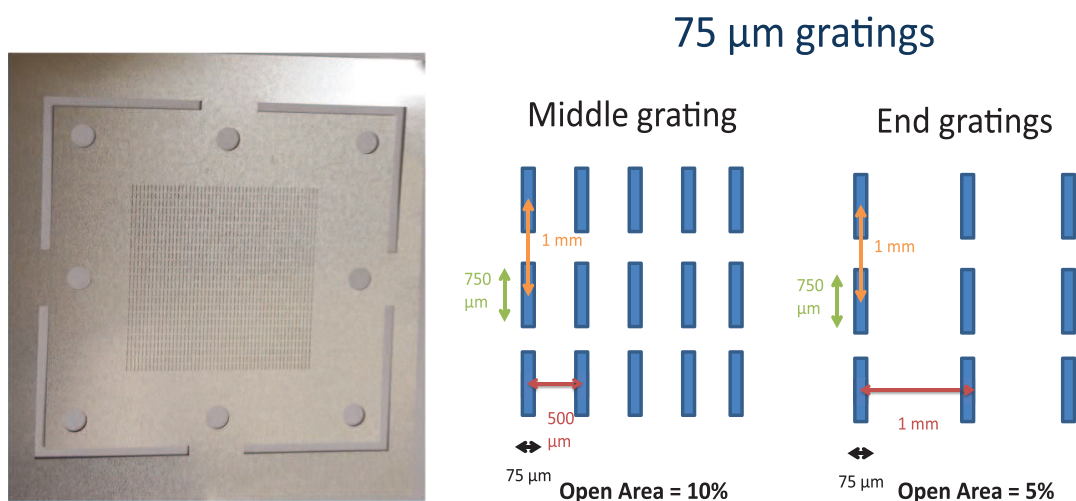 75 µm gratings
Middle grating
1 mm
750
µm
500
µm
75 µm
Open Area = 10%
End gratings
1 mm
750
µm
1 mm
75 µm
Open Area = 5%